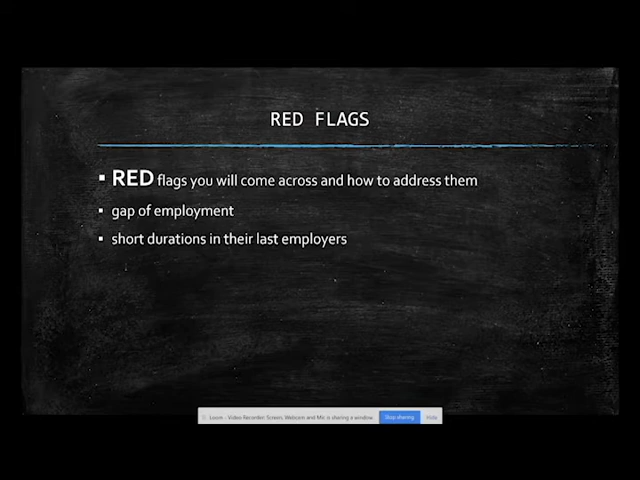 RED FLAGS
▪ RED flags you will come across and how to address them
▪ gap of employment
▪ short durations in their last employers
Loom – Video Recorder: Screen, Webcam and Mic is sharing a window. Stop sharing Hide